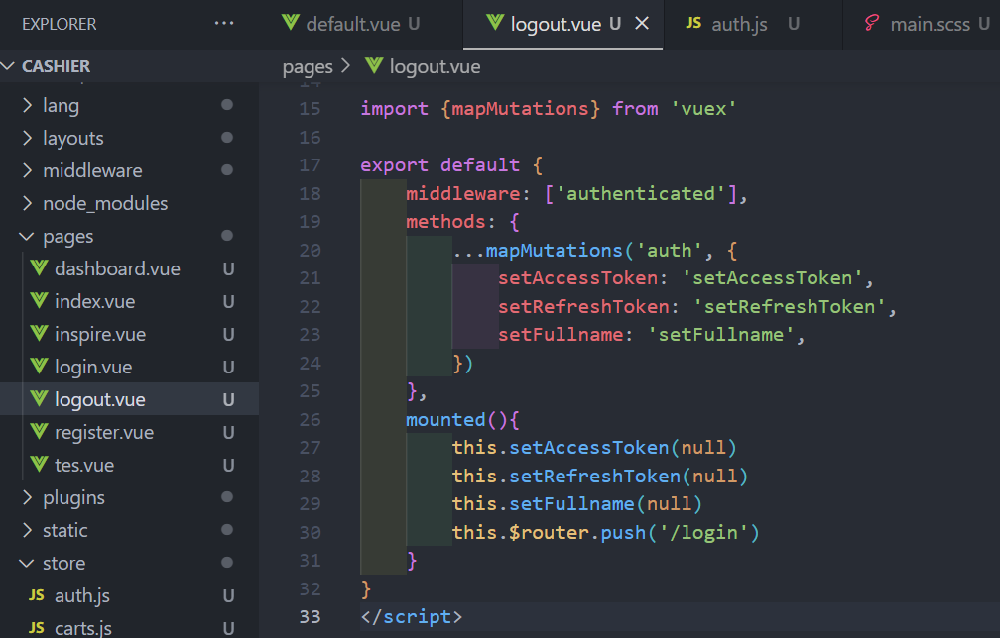 EXPLORER ...
default.vue U
logout.vue U
JS auth.js U
main.scss U
CASHIER
pages > logout.vue
lang
layouts
middleware
node_modules
pages
dashboard.vue U
index.vue U
inspire.vue U
login.vue U
logout.vue U
register.vue U
tes.vue U
plugins
static
store
JS auth.js U
JS carts.js U
14
15 import {mapMutations} from 'vuex'
16
17 export default {
18 middleware: ['authenticated'],
19 methods: {
20 ...mapMutations('auth', {
21 setAccessToken: 'setAccessToken',
22 setRefreshToken: 'setRefreshToken',
23 setFullname: 'setFullname',
24 })
25 },
26 mounted(){
27 this.setAccessToken(null)
28 this.setRefreshToken(null)
29 this.setFullname(null)
30 this.$router.push('/login')
31 }
32 }
33 </script>